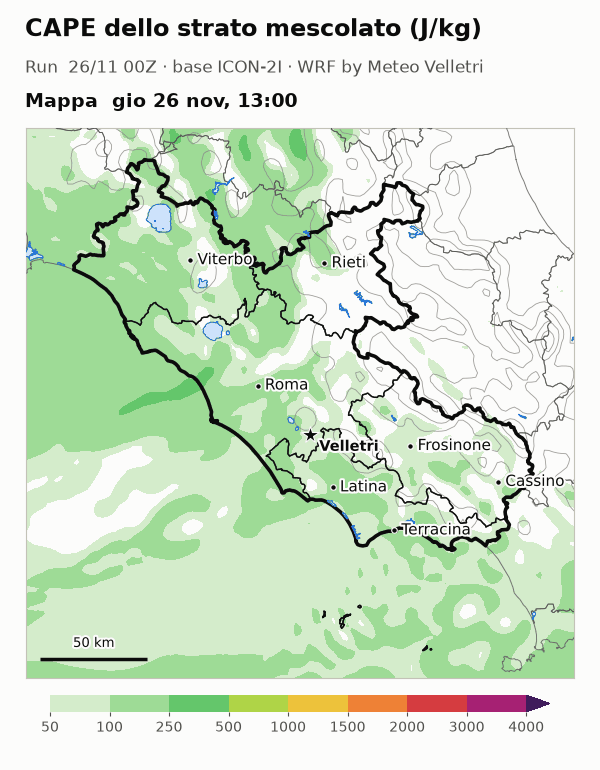 CAPE dello strato mescolato (J/kg)
Run  26/11 00Z · base ICON-2I · WRF by Meteo Velletri
Mappa  gio 26 nov, 13:00
Viterbo
Rieti
Roma
Velletri
Frosinone
Cassino
Latina
Terracina
50 km
50 100 250 500 1000 1500 2000 3000 4000